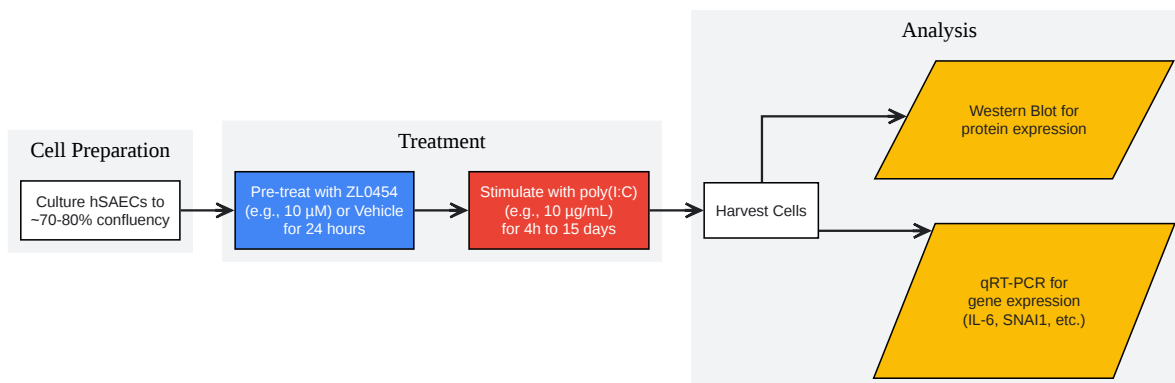 Cell Preparation
Culture hSAECs to
~70-80% confluency
Treatment
Pre-treat with ZL0454
(e.g., 10 µM) or Vehicle
for 24 hours
Stimulate with poly(I:C)
(e.g., 10 µg/mL)
for 4h to 15 days
Analysis
Harvest Cells
Western Blot for
protein expression
qRT-PCR for
gene expression
(IL-6, SNAI1, etc.)